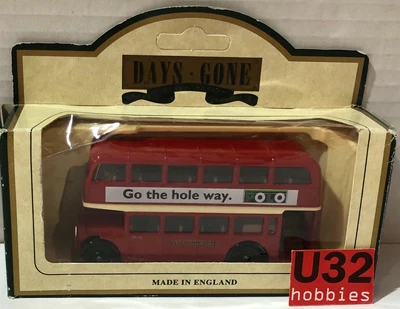 DAYS · GONE
Go the hole way.
MADE IN ENGLAND
U32
hobbies